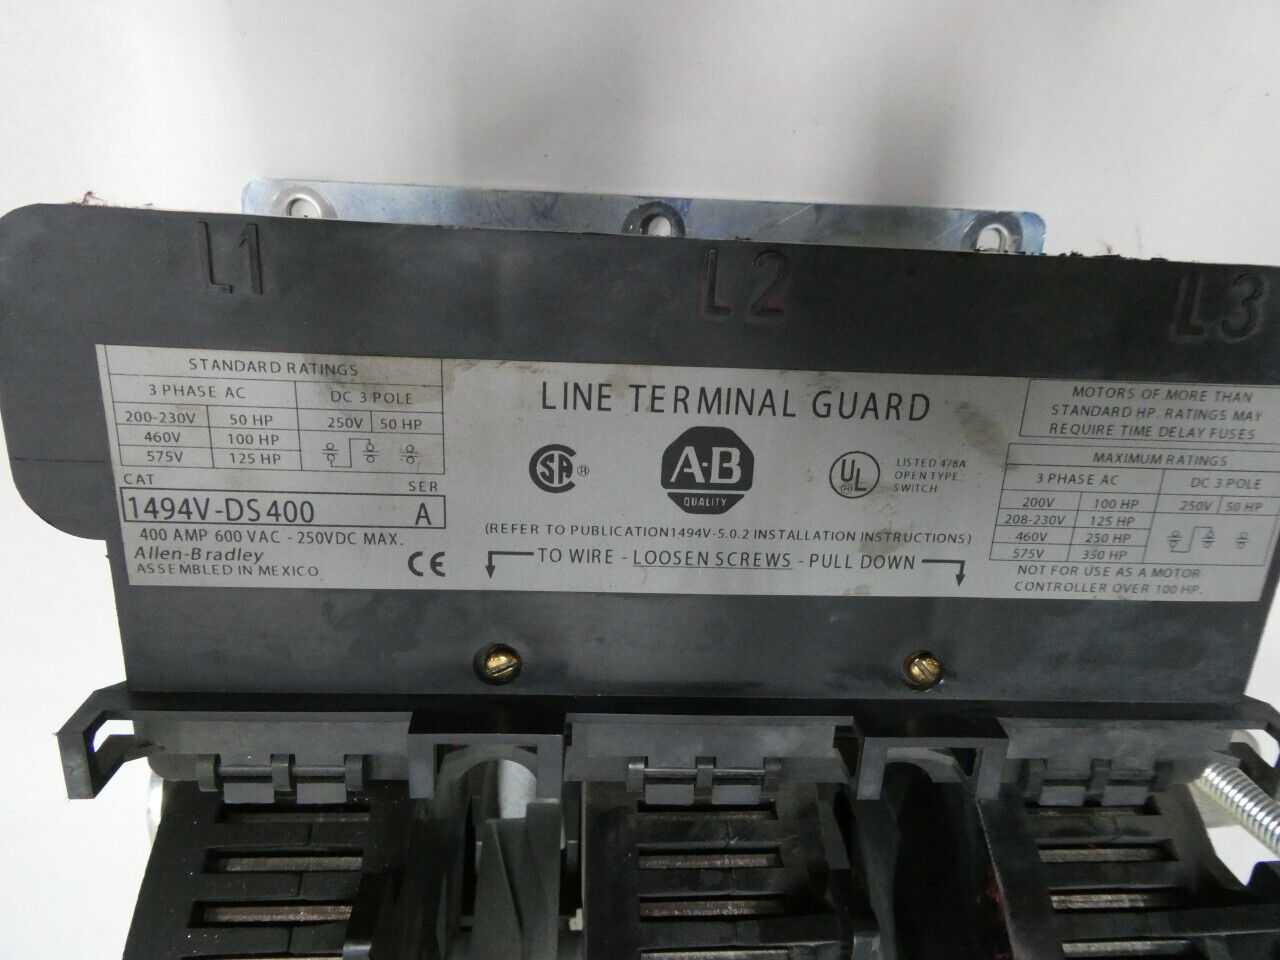 L1
L2
L3
STANDARD RATINGS
3 PHASE AC
DC 3 POLE
200-230V 50 HP 250V 50 HP
460V 100 HP
575V 125 HP
CAT SER
1494V-DS400 A
400 AMP 600 VAC - 250VDC MAX.
Allen-Bradley
ASSEMBLED IN MEXICO
CE
LINE TERMINAL GUARD
SA ®
A-B
QUALITY
UL
(H)
LISTED 478A
OPEN TYPE
SWITCH
(REFER TO PUBLICATION1494V-5.0.2 INSTALLATION INSTRUCTIONS)
TO WIRE - LOOSEN SCREWS - PULL DOWN
MOTORS OF MORE THAN
STANDARD HP. RATINGS MAY
REQUIRE TIME DELAY FUSES
MAXIMUM RATINGS
3 PHASE AC DC 3 POLE
200V 100 HP 250V 50 HP
208-230V 125 HP
460V 250 HP
575V 350 HP
NOT FOR USE AS A MOTOR
CONTROLLER OVER 100 HP.